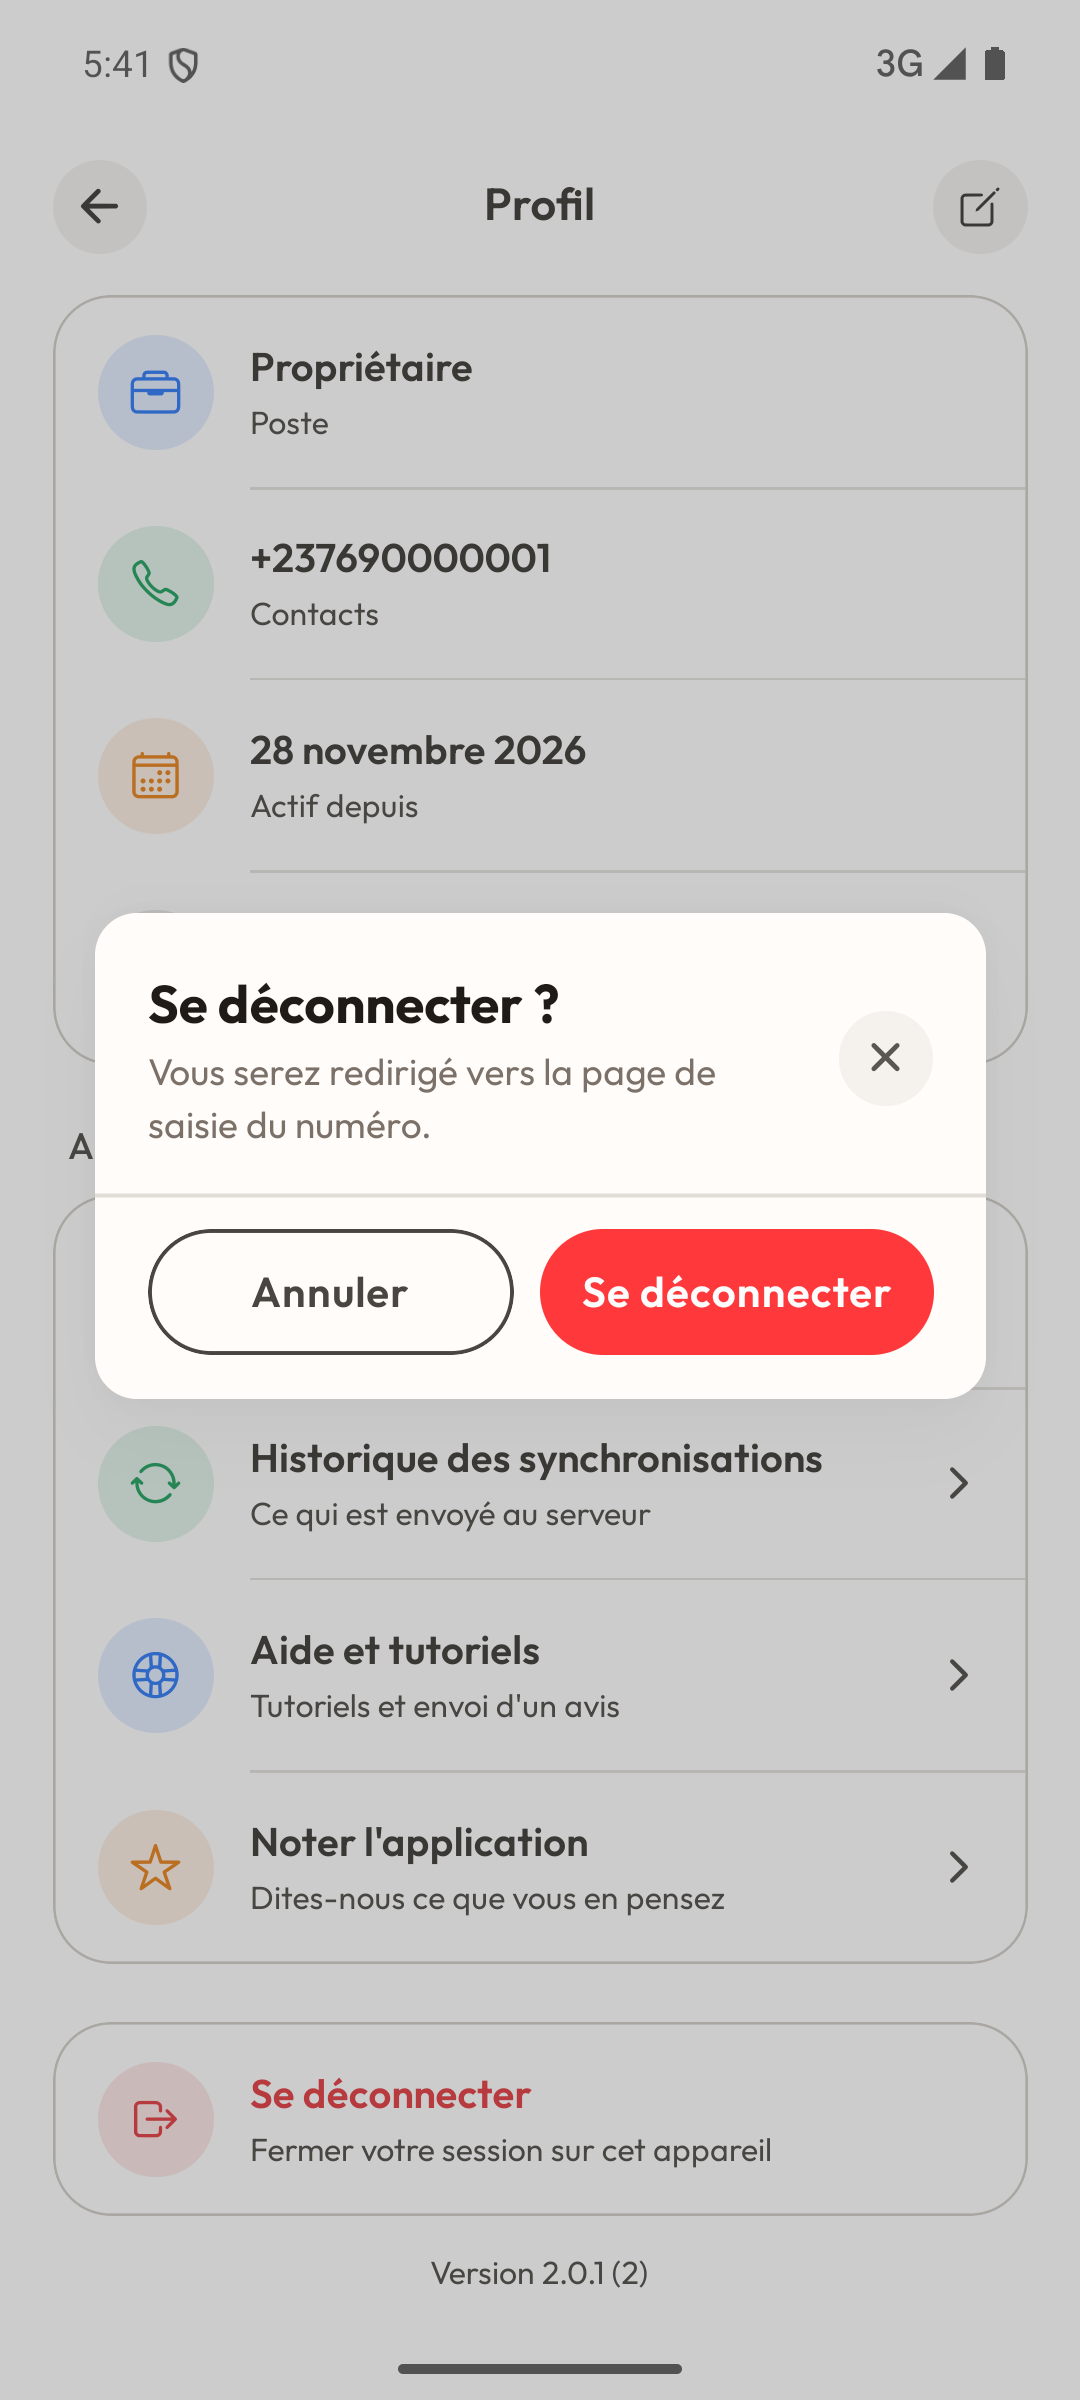 5:41
3G
Profil
Propriétaire
Poste
+237690000001
Contacts
28 novembre 2026
Actif depuis
Se déconnecter ?
Vous serez redirigé vers la page de
saisie du numéro.
A
Annuler
Se déconnecter
Historique des synchronisations
Ce qui est envoyé au serveur
Aide et tutoriels
Tutoriels et envoi d'un avis
Noter l'application
Dites-nous ce que vous en pensez
Se déconnecter
Fermer votre session sur cet appareil
Version 2.0.1 (2)